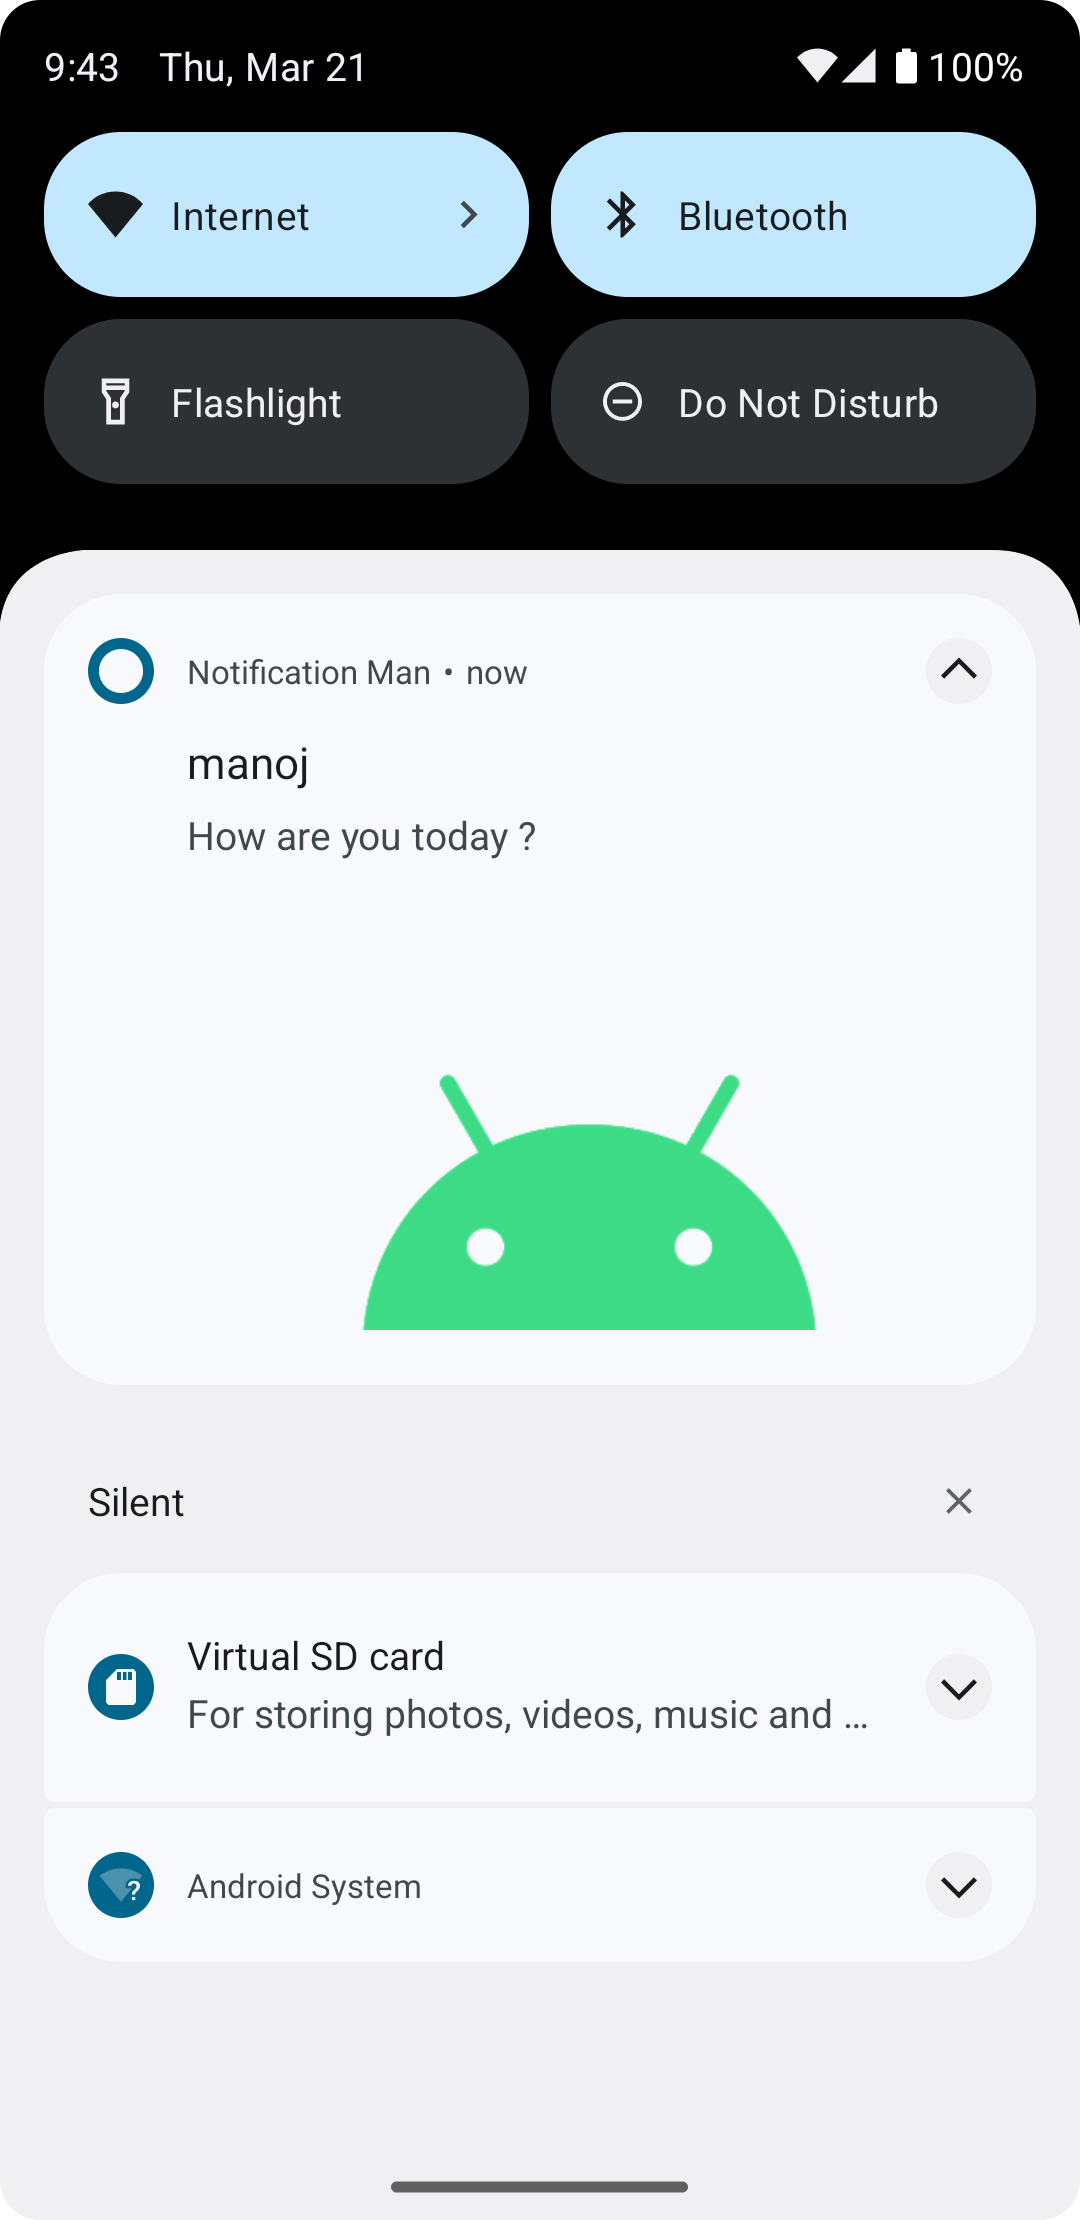 9:43 Thu, Mar 21 100%
Internet
Bluetooth
Flashlight
Do Not Disturb
Notification Man • now
manoj
How are you today ?
Silent
Virtual SD card
For storing photos, videos, music and …
Android System